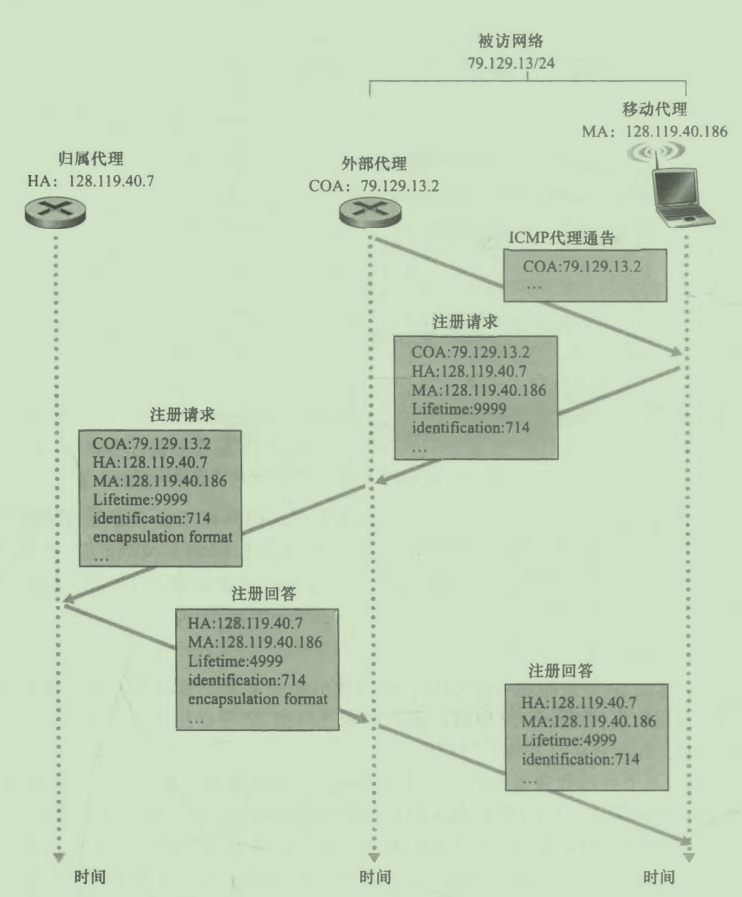 被访网络
79.129.13/24
移动代理
MA: 128.119.40.186
归属代理
HA: 128.119.40.7
外部代理
COA: 79.129.13.2
ICMP代理通告
COA:79.129.13.2
…
注册请求
COA:79.129.13.2
HA:128.119.40.7
MA:128.119.40.186
Lifetime:9999
identification:714
…
注册请求
COA:79.129.13.2
HA:128.119.40.7
MA:128.119.40.186
Lifetime:9999
identification:714
encapsulation format
…
注册回答
HA:128.119.40.7
MA:128.119.40.186
Lifetime:4999
identification:714
encapsulation format
…
注册回答
HA:128.119.40.7
MA:128.119.40.186
Lifetime:4999
identification:714
…
时间
时间
时间